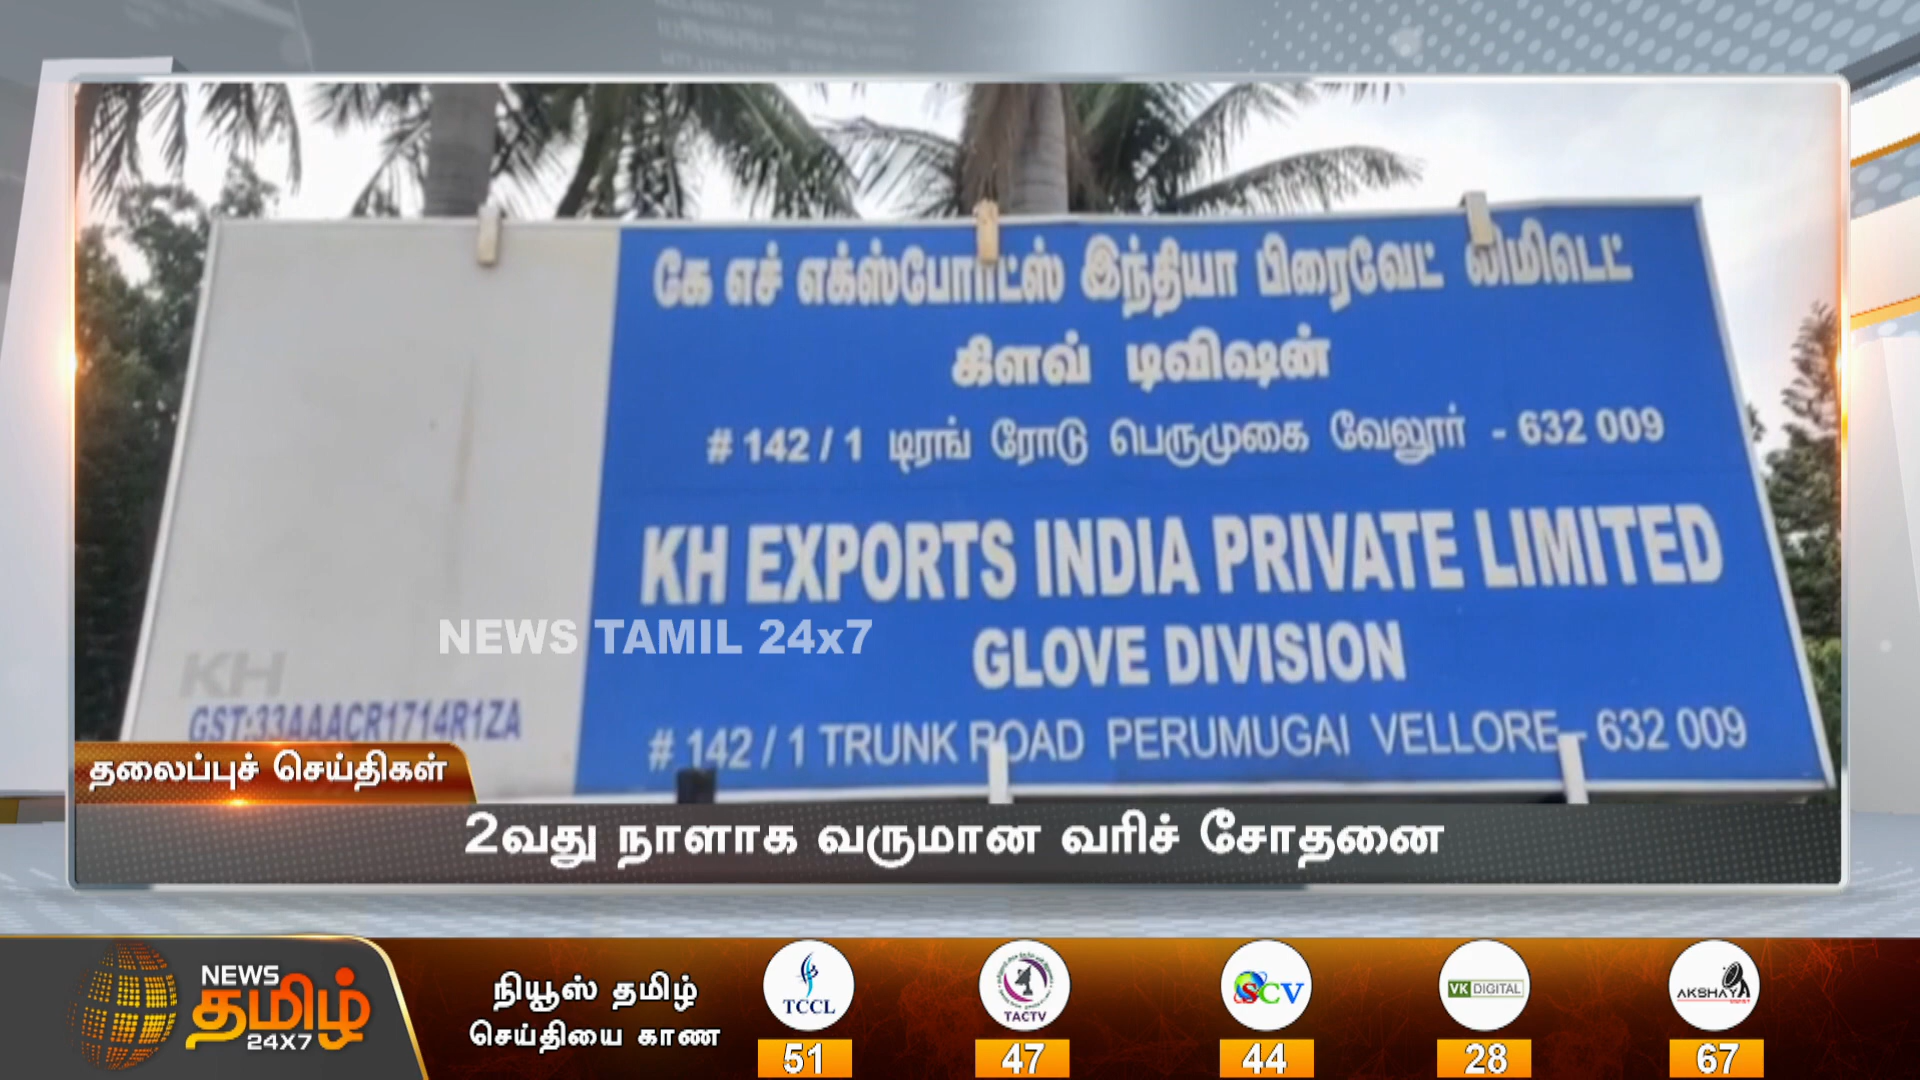 கே எச் எக்ஸ்போர்ட்ஸ் இந்தியா பிரைவேட் லிமிடெட்
கிளவ் டிவிஷன்
# 142 / 1 டிரங் ரோடு பெருமுகை வேலூர் - 632 009
KH EXPORTS INDIA PRIVATE LIMITED
GLOVE DIVISION
# 142 / 1 TRUNK ROAD PERUMUGAI VELLORE - 632 009
KH
GST:33AAACR1714R1ZA
NEWS TAMIL 24x7
தலைப்புச் செய்திகள்
2வது நாளாக வருமான வரிச் சோதனை
NEWS
தமிழ்
24X7
நியூஸ் தமிழ்
செய்தியை காண
TCCL
51
TACTV
47
SCV
44
VK DIGITAL
28
AKSHAYA
67